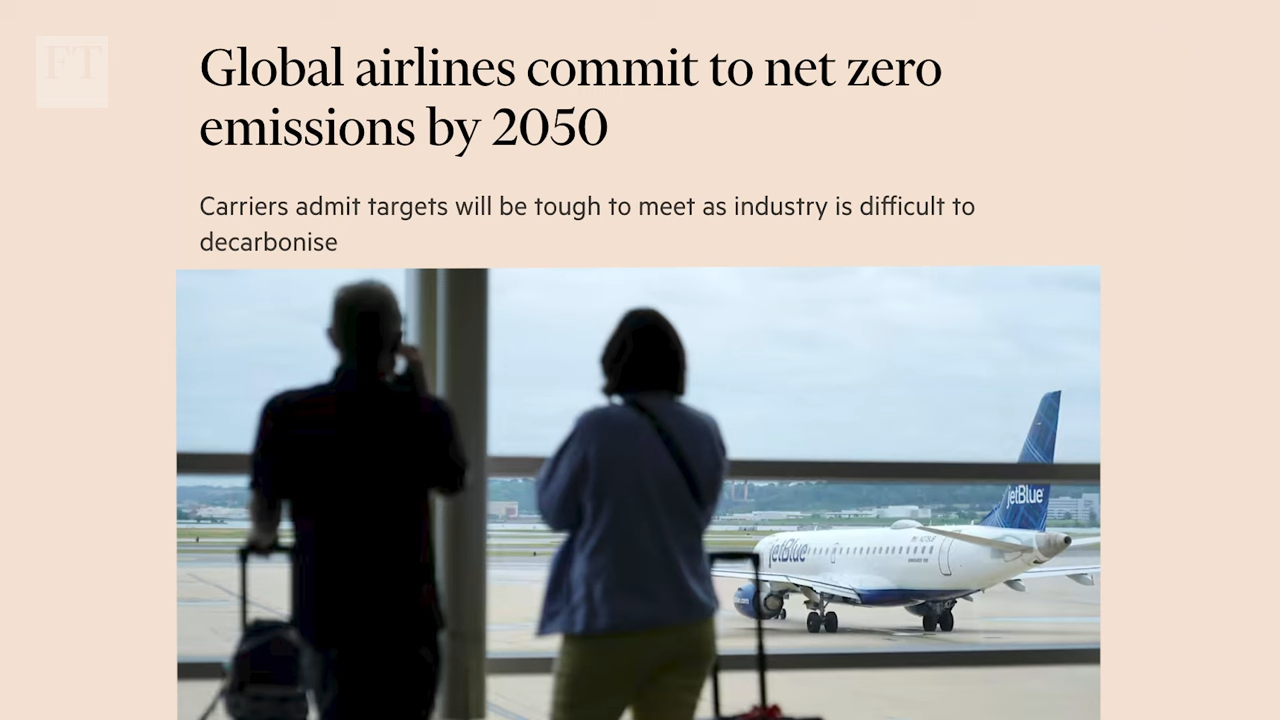 FT
Global airlines commit to net zero
emissions by 2050
Carriers admit targets will be tough to meet as industry is difficult to
decarbonise
jetBlue
jetBlue